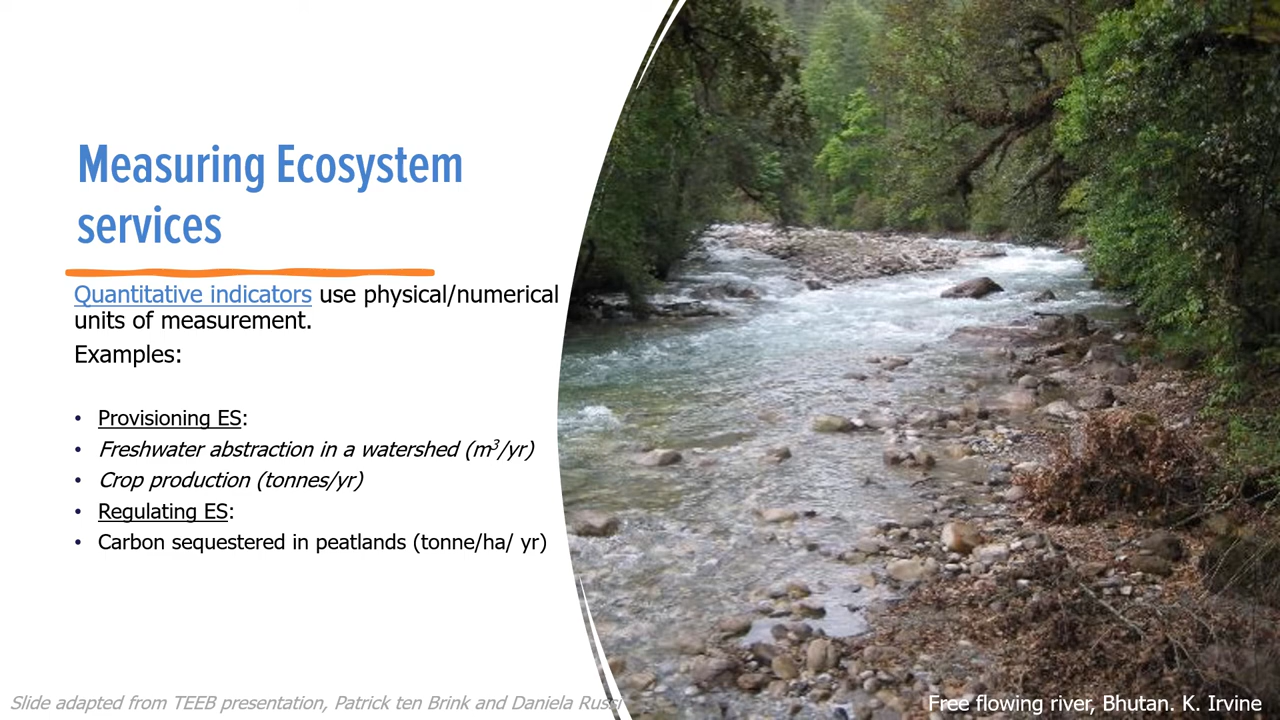 Measuring Ecosystem
services
Quantitative indicators use physical/numerical
units of measurement.
Examples:
• Provisioning ES:
• Freshwater abstraction in a watershed (m³/yr)
• Crop production (tonnes/yr)
• Regulating ES:
• Carbon sequestered in peatlands (tonne/ha/ yr)
Slide adapted from TEEB presentation, Patrick ten Brink and Daniela Russi
Free flowing river, Bhutan. K. Irvine